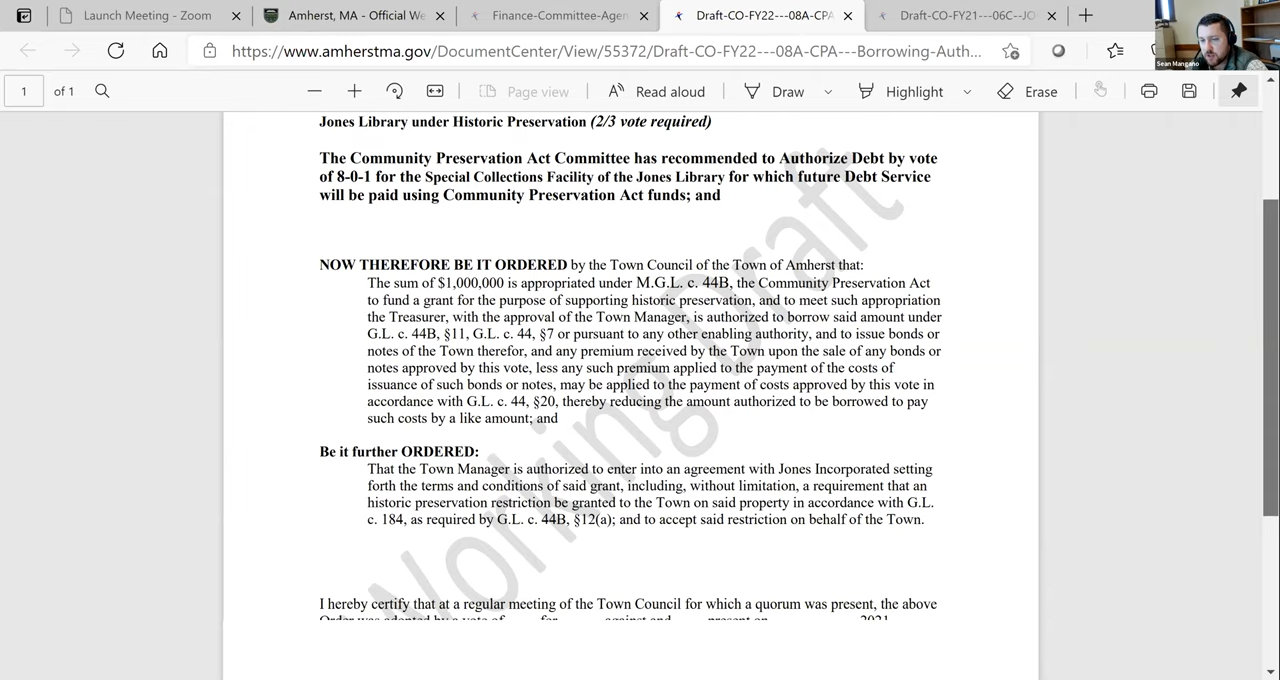 Launch Meeting - Zoom
Amherst, MA - Official We
Finance-Committee-Agen
Draft-CO-FY22---08A-CPA
Draft-CO-FY21---06C--JO
https://www.amherstma.gov/DocumentCenter/View/55372/Draft-CO-FY22---08A-CPA---Borrowing-Auth...
Sean Mangano
1 of 1
Page view
Read aloud
Draw
Highlight
Erase
Jones Library under Historic Preservation (2/3 vote required)
The Community Preservation Act Committee has recommended to Authorize Debt by vote
of 8-0-1 for the Special Collections Facility of the Jones Library for which future Debt Service
will be paid using Community Preservation Act funds; and
NOW THEREFORE BE IT ORDERED by the Town Council of the Town of Amherst that:
The sum of $1,000,000 is appropriated under M.G.L. c. 44B, the Community Preservation Act
to fund a grant for the purpose of supporting historic preservation, and to meet such appropriation
the Treasurer, with the approval of the Town Manager, is authorized to borrow said amount under
G.L. c. 44B, §11, G.L. c. 44, §7 or pursuant to any other enabling authority, and to issue bonds or
notes of the Town therefor, and any premium received by the Town upon the sale of any bonds or
notes approved by this vote, less any such premium applied to the payment of the costs of
issuance of such bonds or notes, may be applied to the payment of costs approved by this vote in
accordance with G.L. c. 44, §20, thereby reducing the amount authorized to be borrowed to pay
such costs by a like amount; and
Be it further ORDERED:
That the Town Manager is authorized to enter into an agreement with Jones Incorporated setting
forth the terms and conditions of said grant, including, without limitation, a requirement that an
historic preservation restriction be granted to the Town on said property in accordance with G.L.
c. 184, as required by G.L. c. 44B, §12(a); and to accept said restriction on behalf of the Town.
I hereby certify that at a regular meeting of the Town Council for which a quorum was present, the above
Order was adopted by a vote of for against and present on 2021
Working Draft